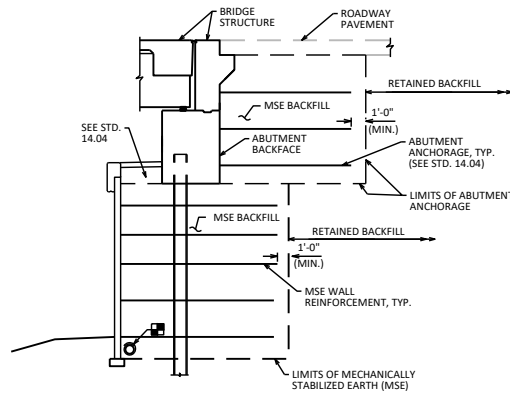 BRIDGE
STRUCTURE
ROADWAY
PAVEMENT
RETAINED BACKFILL
MSE BACKFILL
1'-0"
(MIN.)
SEE STD.
14.04
ABUTMENT
BACKFACE
ABUTMENT
ANCHORAGE, TYP.
(SEE STD. 14.04)
LIMITS OF ABUTMENT
ANCHORAGE
MSE BACKFILL
RETAINED BACKFILL
1'-0"
(MIN.)
MSE WALL
REINFORCEMENT, TYP.
LIMITS OF MECHANICALLY
STABILIZED EARTH (MSE)